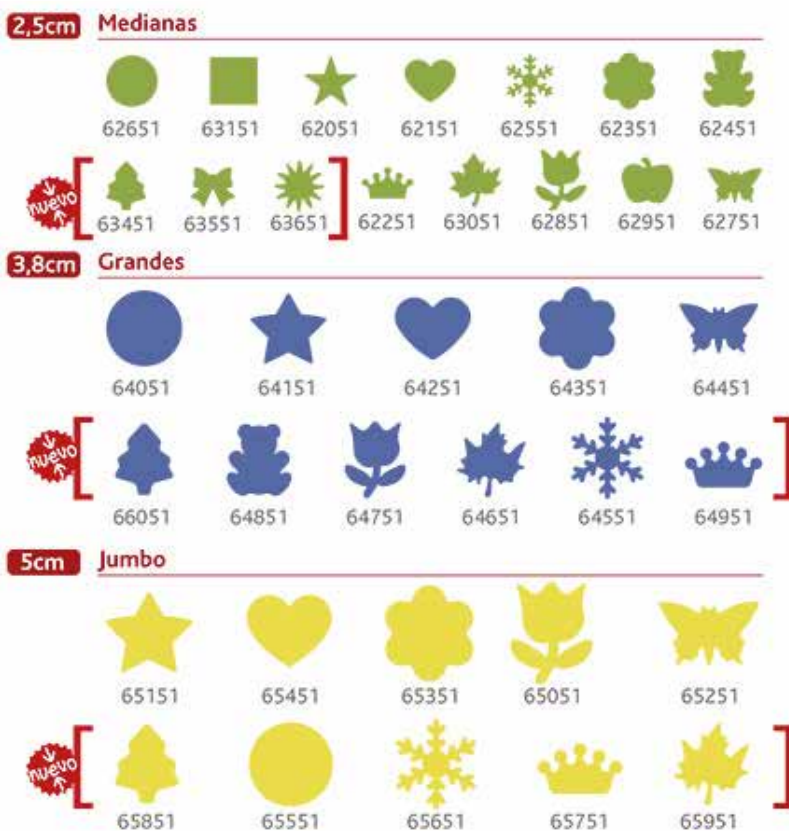 2,5cm Medianas
62651 63151 62051 62151 62551 62351 62451
nuevo
63451 63551 63651 62251 63051 62851 62951 62751
3,8cm Grandes
64051 64151 64251 64351 64451
nuevo
66051 64851 64751 64651 64551 64951
5cm Jumbo
65151 65451 65351 65051 65251
nuevo
65851 65551 65651 65751 65951